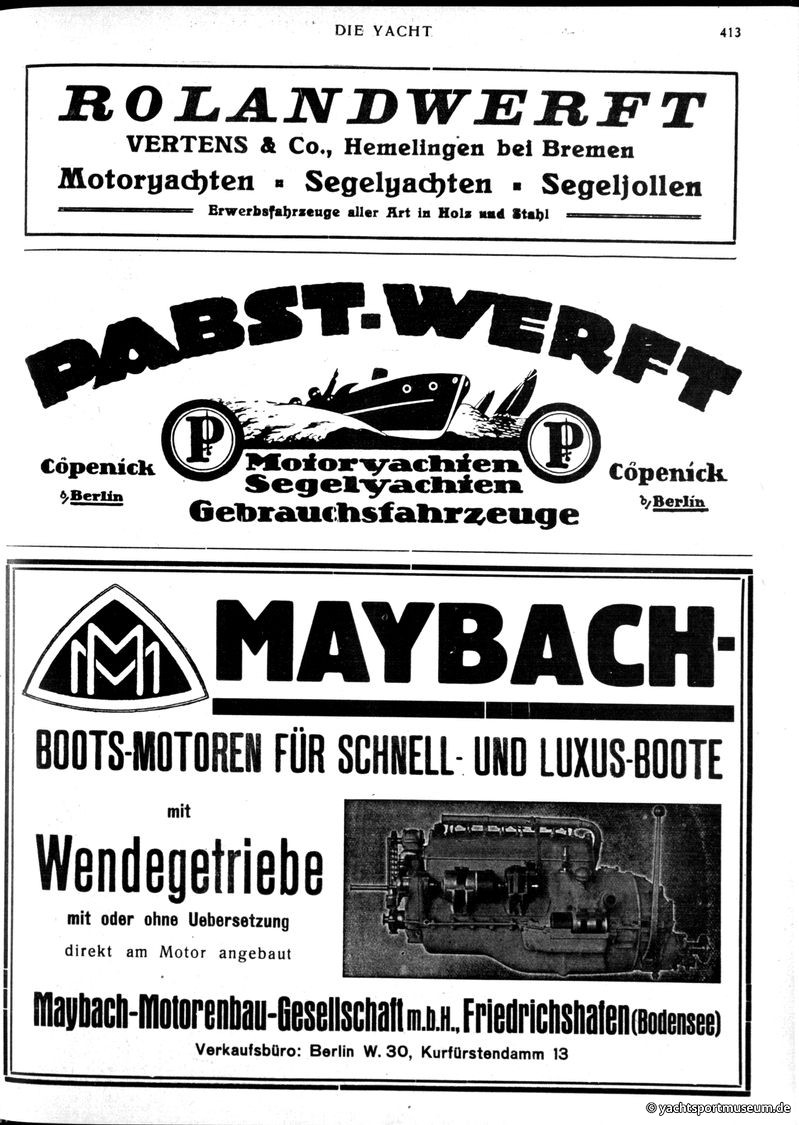 DIE YACHT
413
ROLANDWERFT
VERTENS & Co., Hemelingen bei Bremen
Motoryachten ▪ Segelyachten ▪ Segeljollen
Erwerbsfahrzeuge aller Art in Holz und Stahl
PABST-WERFT
P P
Motoryachten
Cöpenick Segelyachten Cöpenick
b/Berlin b/Berlin
Gebrauchsfahrzeuge
MM
MAYBACH-
BOOTS-MOTOREN FÜR SCHNELL- UND LUXUS-BOOTE
mit
Wendegetriebe
mit oder ohne Uebersetzung
direkt am Motor angebaut
Maybach-Motorenbau-Gesellschaft m.b.H., Friedrichshafen (Bodensee)
Verkaufsbüro: Berlin W. 30, Kurfürstendamm 13
© yachtsportmuseum.de